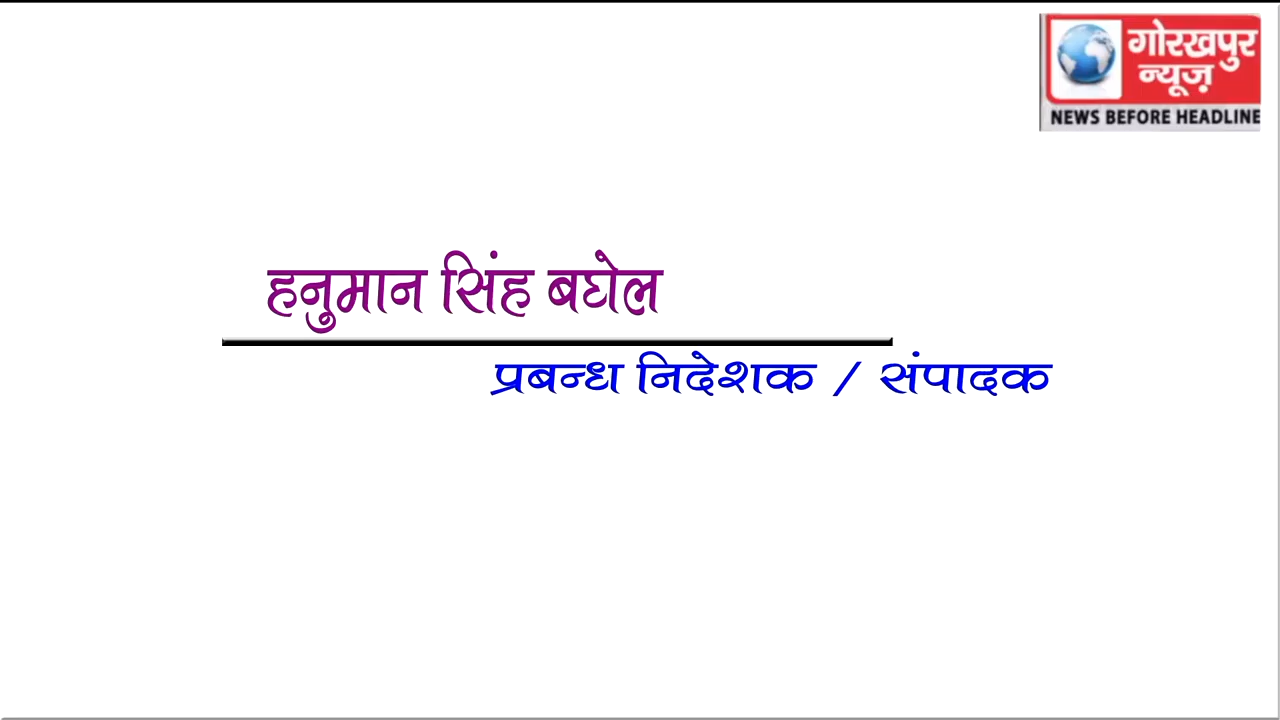 गोरखपुर
न्यूज़
NEWS BEFORE HEADLINE
हनुमान सिंह बघेल
प्रबन्ध निदेशक / संपादक